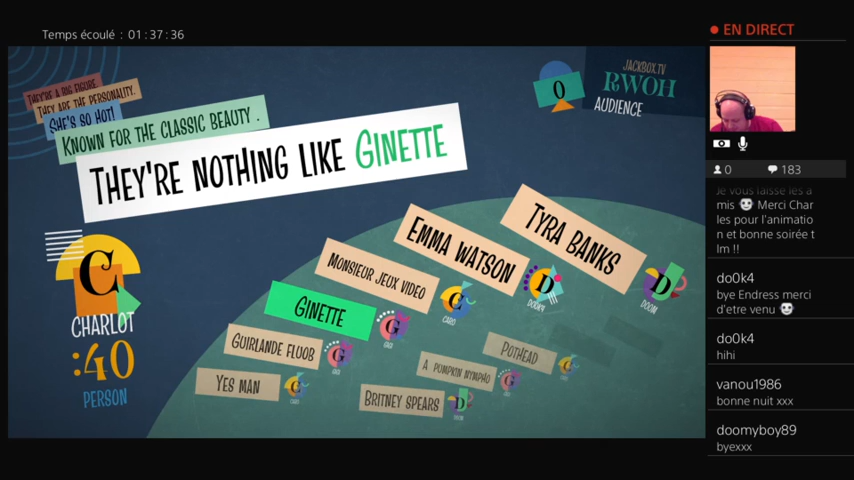 Temps écoulé : 01:37:36
EN DIRECT
THEY'RE A BIG FIGURE.
THEY ARE THE PERSONALITY.
SHE'S SO HOT!
KNOWN FOR THE CLASSIC BEAUTY .
THEY'RE NOTHING LIKE GINETTE
0
JACKBOX.TV
RWOH
AUDIENCE
C
CHARLOT
:40
PERSON
TYRA BANKS
D
DOOM
EMMA WATSON
D
DOOKY
MONSIEUR JEUX VIDEO
C
CARO
GINETTE
G
GUIRLANDE FLOOB
G
YES MAN
C
POTHEAD
A PUMPKIN NYMPHO
G
BRITNEY SPEARS
D
0
183
Je vous laisse les a
mis Merci Char
les pour l'animatio
n et bonne soirée t
lm !!
do0k4
bye Endress merci
d'etre venu
do0k4
hihi
vanou1986
bonne nuit xxx
doomyboy89
byexxx